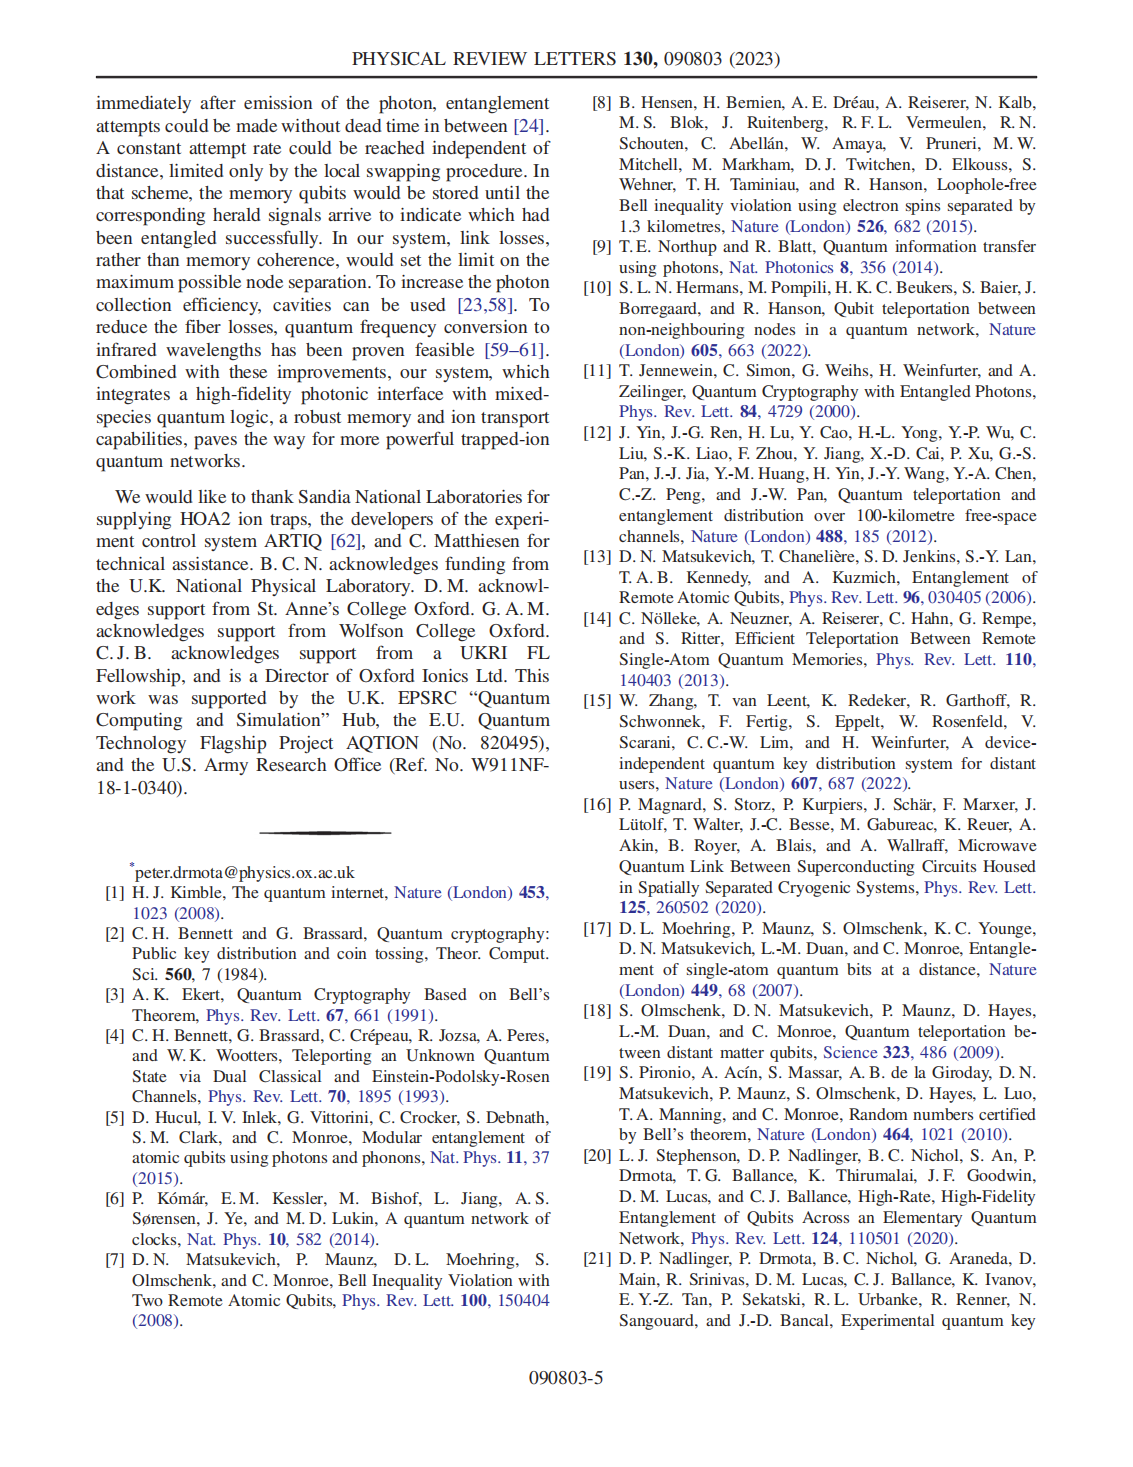 PHYSICAL REVIEW LETTERS 130, 090803 (2023)
immediately after emission of the photon, entanglement
attempts could be made without dead time in between [24].
A constant attempt rate could be reached independent of
distance, limited only by the local swapping procedure. In
that scheme, the memory qubits would be stored until the
corresponding herald signals arrive to indicate which had
been entangled successfully. In our system, link losses,
rather than memory coherence, would set the limit on the
maximum possible node separation. To increase the photon
collection efficiency, cavities can be used [23,58]. To
reduce the fiber losses, quantum frequency conversion to
infrared wavelengths has been proven feasible [59–61].
Combined with these improvements, our system, which
integrates a high-fidelity photonic interface with mixed-
species quantum logic, a robust memory and ion transport
capabilities, paves the way for more powerful trapped-ion
quantum networks.
We would like to thank Sandia National Laboratories for
supplying HOA2 ion traps, the developers of the experi-
ment control system ARTIQ [62], and C. Matthiesen for
technical assistance. B. C. N. acknowledges funding from
the U.K. National Physical Laboratory. D. M. acknowl-
edges support from St. Anne's College Oxford. G. A. M.
acknowledges support from Wolfson College Oxford.
C. J. B. acknowledges support from a UKRI FL
Fellowship, and is a Director of Oxford Ionics Ltd. This
work was supported by the U.K. EPSRC “Quantum
Computing and Simulation” Hub, the E.U. Quantum
Technology Flagship Project AQTION (No. 820495),
and the U.S. Army Research Office (Ref. No. W911NF-
18-1-0340).
*peter.drmota@physics.ox.ac.uk
[1] H. J. Kimble, The quantum internet, Nature (London) 453,
1023 (2008).
[2] C. H. Bennett and G. Brassard, Quantum cryptography:
Public key distribution and coin tossing, Theor. Comput.
Sci. 560, 7 (1984).
[3] A. K. Ekert, Quantum Cryptography Based on Bell's
Theorem, Phys. Rev. Lett. 67, 661 (1991).
[4] C. H. Bennett, G. Brassard, C. Crépeau, R. Jozsa, A. Peres,
and W. K. Wootters, Teleporting an Unknown Quantum
State via Dual Classical and Einstein-Podolsky-Rosen
Channels, Phys. Rev. Lett. 70, 1895 (1993).
[5] D. Hucul, I. V. Inlek, G. Vittorini, C. Crocker, S. Debnath,
S. M. Clark, and C. Monroe, Modular entanglement of
atomic qubits using photons and phonons, Nat. Phys. 11, 37
(2015).
[6] P. Kómár, E. M. Kessler, M. Bishof, L. Jiang, A. S.
Sørensen, J. Ye, and M. D. Lukin, A quantum network of
clocks, Nat. Phys. 10, 582 (2014).
[7] D. N. Matsukevich, P. Maunz, D. L. Moehring, S.
Olmschenk, and C. Monroe, Bell Inequality Violation with
Two Remote Atomic Qubits, Phys. Rev. Lett. 100, 150404
(2008).
[8] B. Hensen, H. Bernien, A. E. Dréau, A. Reiserer, N. Kalb,
M. S. Blok, J. Ruitenberg, R. F. L. Vermeulen, R. N.
Schouten, C. Abellán, W. Amaya, V. Pruneri, M. W.
Mitchell, M. Markham, D. J. Twitchen, D. Elkouss, S.
Wehner, T. H. Taminiau, and R. Hanson, Loophole-free
Bell inequality violation using electron spins separated by
1.3 kilometres, Nature (London) 526, 682 (2015).
[9] T. E. Northup and R. Blatt, Quantum information transfer
using photons, Nat. Photonics 8, 356 (2014).
[10] S. L. N. Hermans, M. Pompili, H. K. C. Beukers, S. Baier, J.
Borregaard, and R. Hanson, Qubit teleportation between
non-neighbouring nodes in a quantum network, Nature
(London) 605, 663 (2022).
[11] T. Jennewein, C. Simon, G. Weihs, H. Weinfurter, and A.
Zeilinger, Quantum Cryptography with Entangled Photons,
Phys. Rev. Lett. 84, 4729 (2000).
[12] J. Yin, J.-G. Ren, H. Lu, Y. Cao, H.-L. Yong, Y.-P. Wu, C.
Liu, S.-K. Liao, F. Zhou, Y. Jiang, X.-D. Cai, P. Xu, G.-S.
Pan, J.-J. Jia, Y.-M. Huang, H. Yin, J.-Y. Wang, Y.-A. Chen,
C.-Z. Peng, and J.-W. Pan, Quantum teleportation and
entanglement distribution over 100-kilometre free-space
channels, Nature (London) 488, 185 (2012).
[13] D. N. Matsukevich, T. Chanelière, S. D. Jenkins, S.-Y. Lan,
T. A. B. Kennedy, and A. Kuzmich, Entanglement of
Remote Atomic Qubits, Phys. Rev. Lett. 96, 030405 (2006).
[14] C. Nölleke, A. Neuzner, A. Reiserer, C. Hahn, G. Rempe,
and S. Ritter, Efficient Teleportation Between Remote
Single-Atom Quantum Memories, Phys. Rev. Lett. 110,
140403 (2013).
[15] W. Zhang, T. van Leent, K. Redeker, R. Garthoff, R.
Schwonnek, F. Fertig, S. Eppelt, W. Rosenfeld, V.
Scarani, C. C.-W. Lim, and H. Weinfurter, A device-
independent quantum key distribution system for distant
users, Nature (London) 607, 687 (2022).
[16] P. Magnard, S. Storz, P. Kurpiers, J. Schär, F. Marxer, J.
Lütolf, T. Walter, J.-C. Besse, M. Gabureac, K. Reuer, A.
Akin, B. Royer, A. Blais, and A. Wallraff, Microwave
Quantum Link Between Superconducting Circuits Housed
in Spatially Separated Cryogenic Systems, Phys. Rev. Lett.
125, 260502 (2020).
[17] D. L. Moehring, P. Maunz, S. Olmschenk, K. C. Younge,
D. N. Matsukevich, L.-M. Duan, and C. Monroe, Entangle-
ment of single-atom quantum bits at a distance, Nature
(London) 449, 68 (2007).
[18] S. Olmschenk, D. N. Matsukevich, P. Maunz, D. Hayes,
L.-M. Duan, and C. Monroe, Quantum teleportation be-
tween distant matter qubits, Science 323, 486 (2009).
[19] S. Pironio, A. Acín, S. Massar, A. B. de la Giroday, D. N.
Matsukevich, P. Maunz, S. Olmschenk, D. Hayes, L. Luo,
T. A. Manning, and C. Monroe, Random numbers certified
by Bell's theorem, Nature (London) 464, 1021 (2010).
[20] L. J. Stephenson, D. P. Nadlinger, B. C. Nichol, S. An, P.
Drmota, T. G. Ballance, K. Thirumalai, J. F. Goodwin,
D. M. Lucas, and C. J. Ballance, High-Rate, High-Fidelity
Entanglement of Qubits Across an Elementary Quantum
Network, Phys. Rev. Lett. 124, 110501 (2020).
[21] D. P. Nadlinger, P. Drmota, B. C. Nichol, G. Araneda, D.
Main, R. Srinivas, D. M. Lucas, C. J. Ballance, K. Ivanov,
E. Y.-Z. Tan, P. Sekatski, R. L. Urbanke, R. Renner, N.
Sangouard, and J.-D. Bancal, Experimental quantum key
090803-5